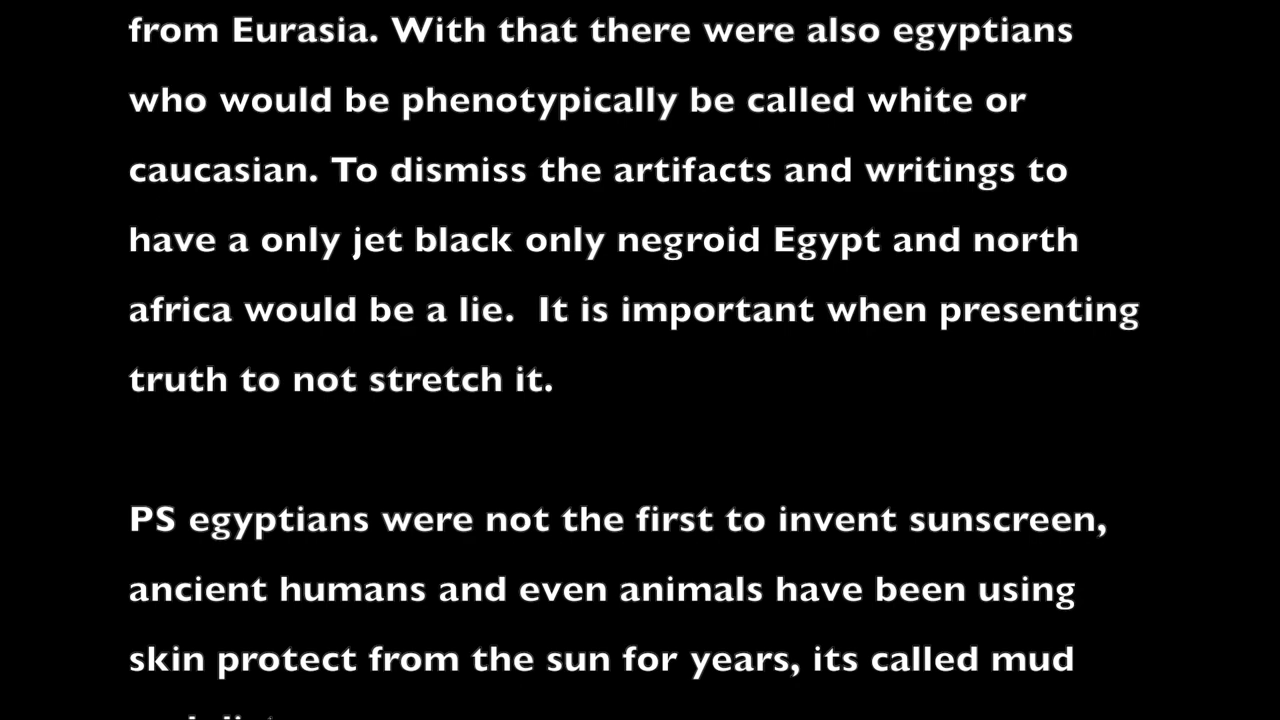 from Eurasia. With that there were also egyptians
who would be phenotypically be called white or
caucasian. To dismiss the artifacts and writings to
have a only jet black only negroid Egypt and north
africa would be a lie.  It is important when presenting
truth to not stretch it.
PS egyptians were not the first to invent sunscreen,
ancient humans and even animals have been using
skin protect from the sun for years, its called mud